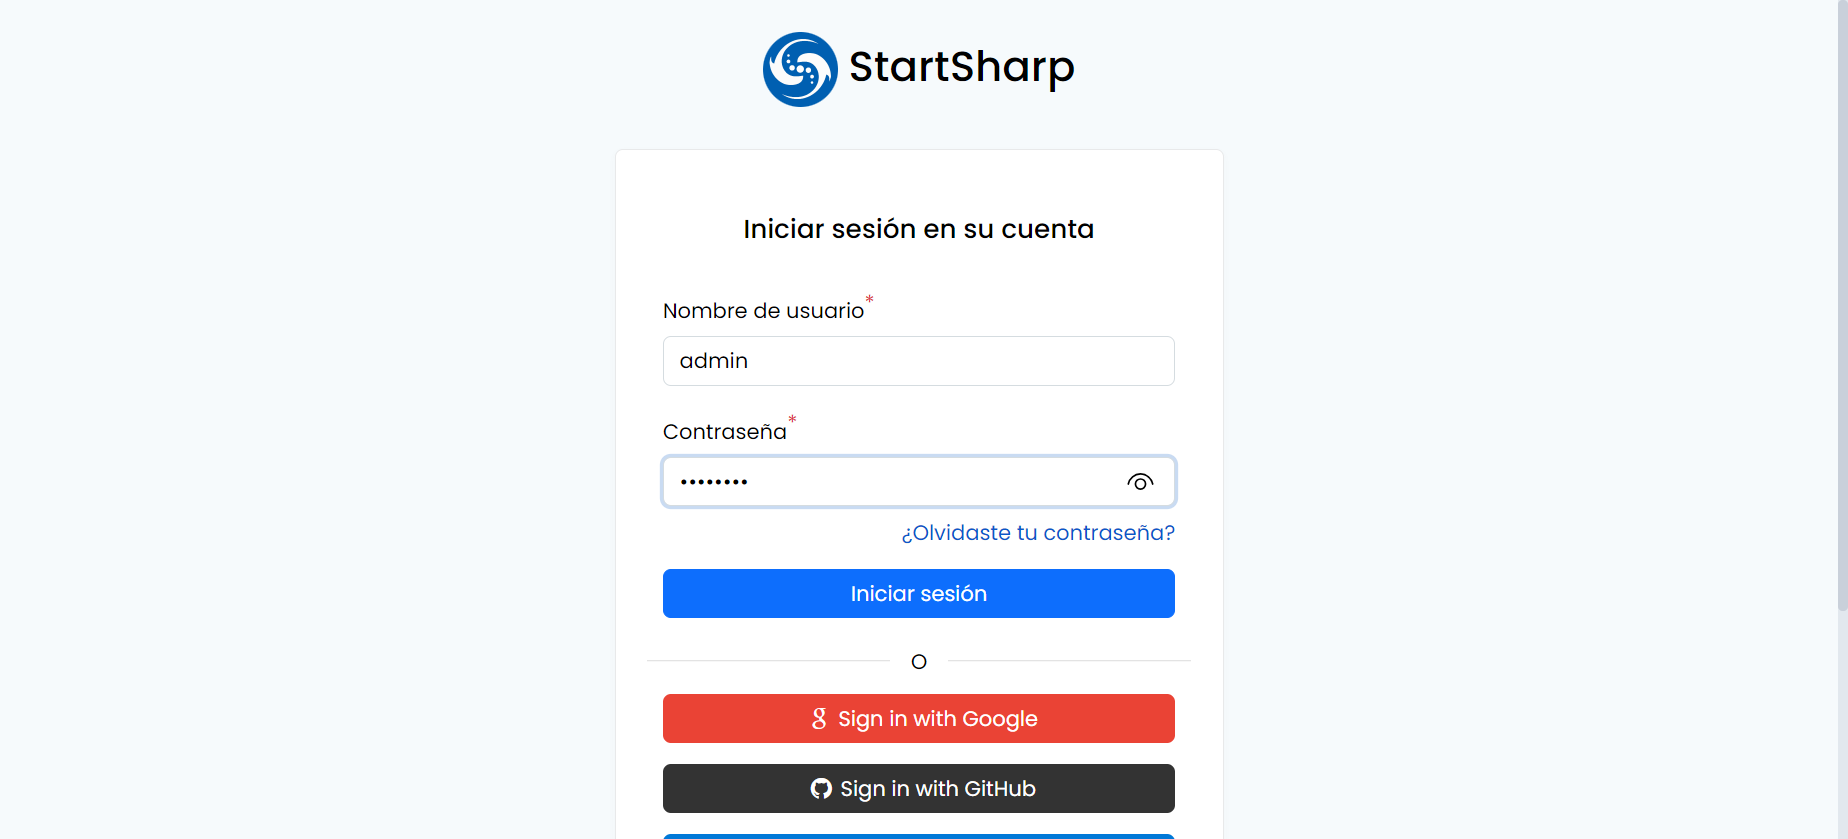 StartSharp
Iniciar sesión en su cuenta
Nombre de usuario*
admin
Contraseña*
••••••••
¿Olvidaste tu contraseña?
Iniciar sesión
O
Sign in with Google
Sign in with GitHub